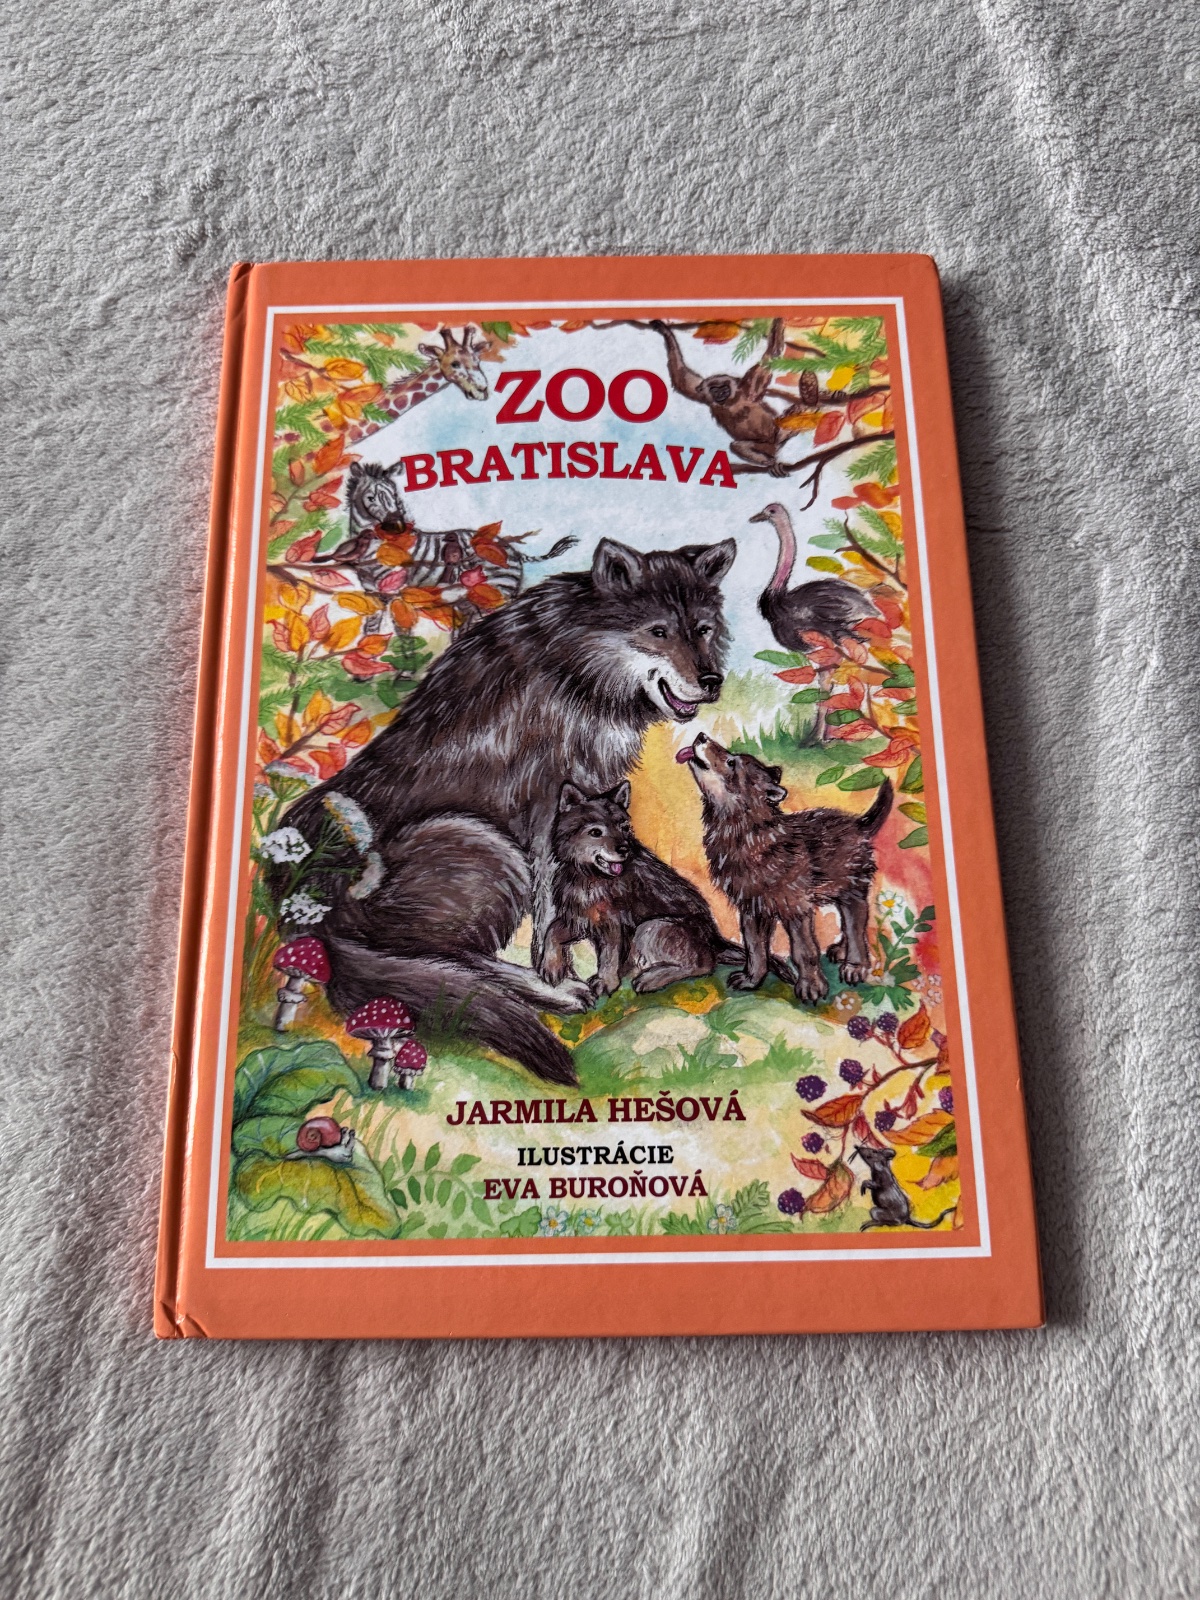 ZOO
BRATISLAVA
JARMILA HEŠOVÁ
ILUSTRÁCIE
EVA BUROŇOVÁ